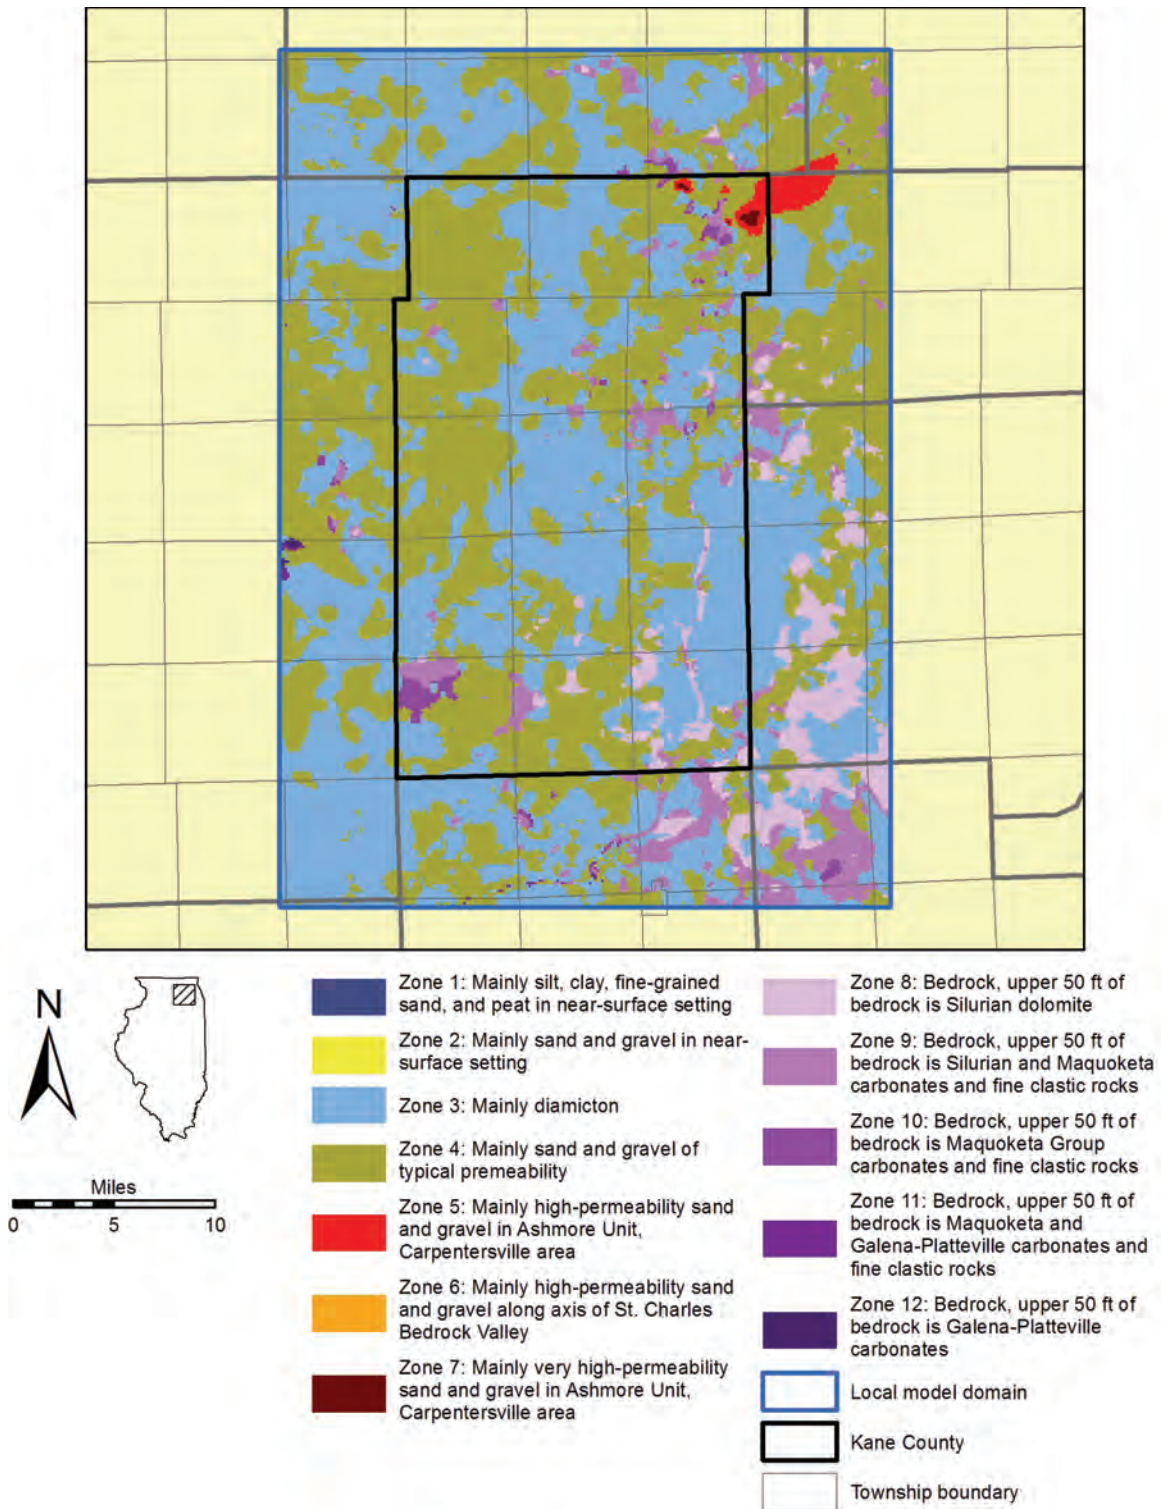 N
Miles
0 5 10
Zone 1: Mainly silt, clay, fine-grained
sand, and peat in near-surface setting
Zone 2: Mainly sand and gravel in near-
surface setting
Zone 3: Mainly diamicton
Zone 4: Mainly sand and gravel of
typical premeability
Zone 5: Mainly high-permeability sand
and gravel in Ashmore Unit,
Carpentersville area
Zone 6: Mainly high-permeability sand
and gravel along axis of St. Charles
Bedrock Valley
Zone 7: Mainly very high-permeability
sand and gravel in Ashmore Unit,
Carpentersville area
Zone 8: Bedrock, upper 50 ft of
bedrock is Silurian dolomite
Zone 9: Bedrock, upper 50 ft of
bedrock is Silurian and Maquoketa
carbonates and fine clastic rocks
Zone 10: Bedrock, upper 50 ft of
bedrock is Maquoketa Group
carbonates and fine clastic rocks
Zone 11: Bedrock, upper 50 ft of
bedrock is Maquoketa and
Galena-Platteville carbonates and
fine clastic rocks
Zone 12: Bedrock, upper 50 ft of
bedrock is Galena-Platteville
carbonates
Local model domain
Kane County
Township boundary